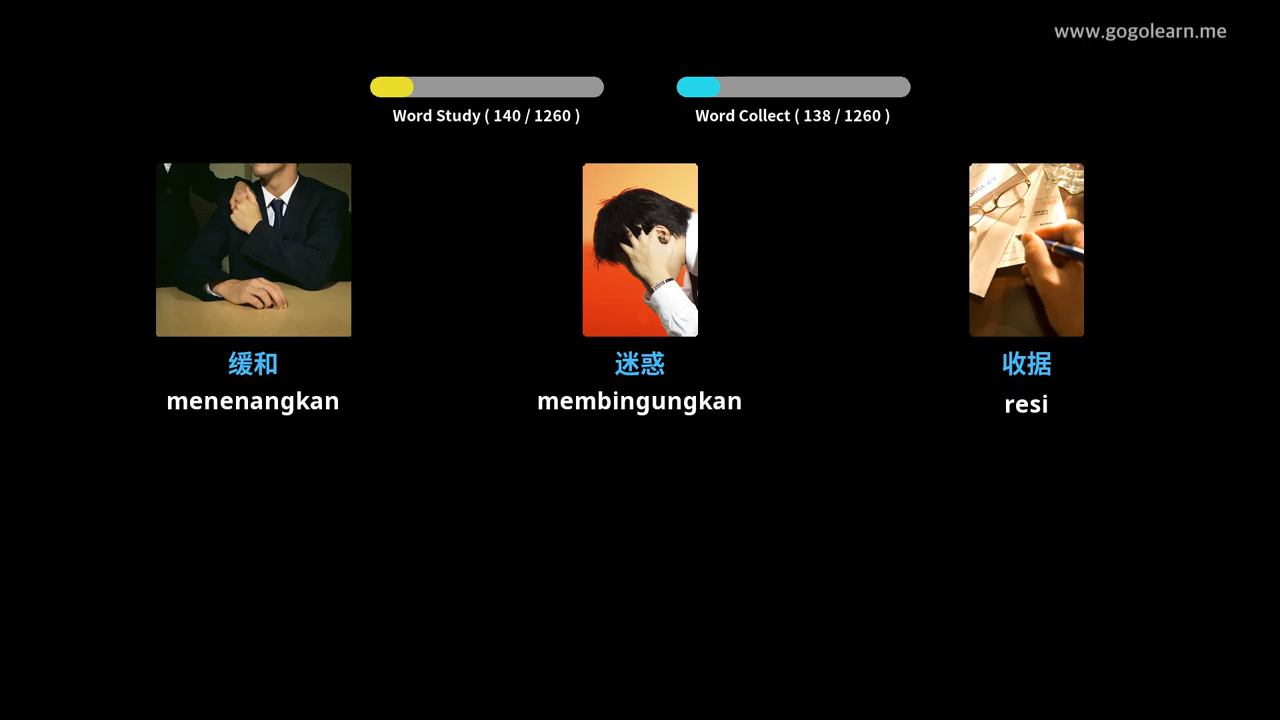 www.gogolearn.me
Word Study ( 140 / 1260 )
Word Collect ( 138 / 1260 )
缓和
menenangkan
迷惑
membingungkan
收据
resi